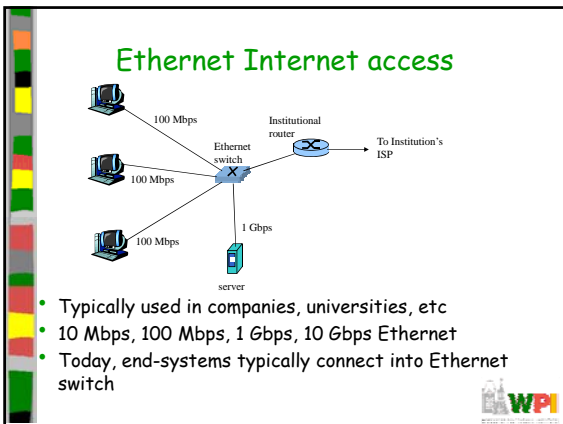 Ethernet Internet access
100 Mbps
Institutional
router
To Institution's
ISP
Ethernet
switch
100 Mbps
100 Mbps
1 Gbps
server
• Typically used in companies, universities, etc
• 10 Mbps, 100 Mbps, 1 Gbps, 10 Gbps Ethernet
• Today, end-systems typically connect into Ethernet
switch
WPI